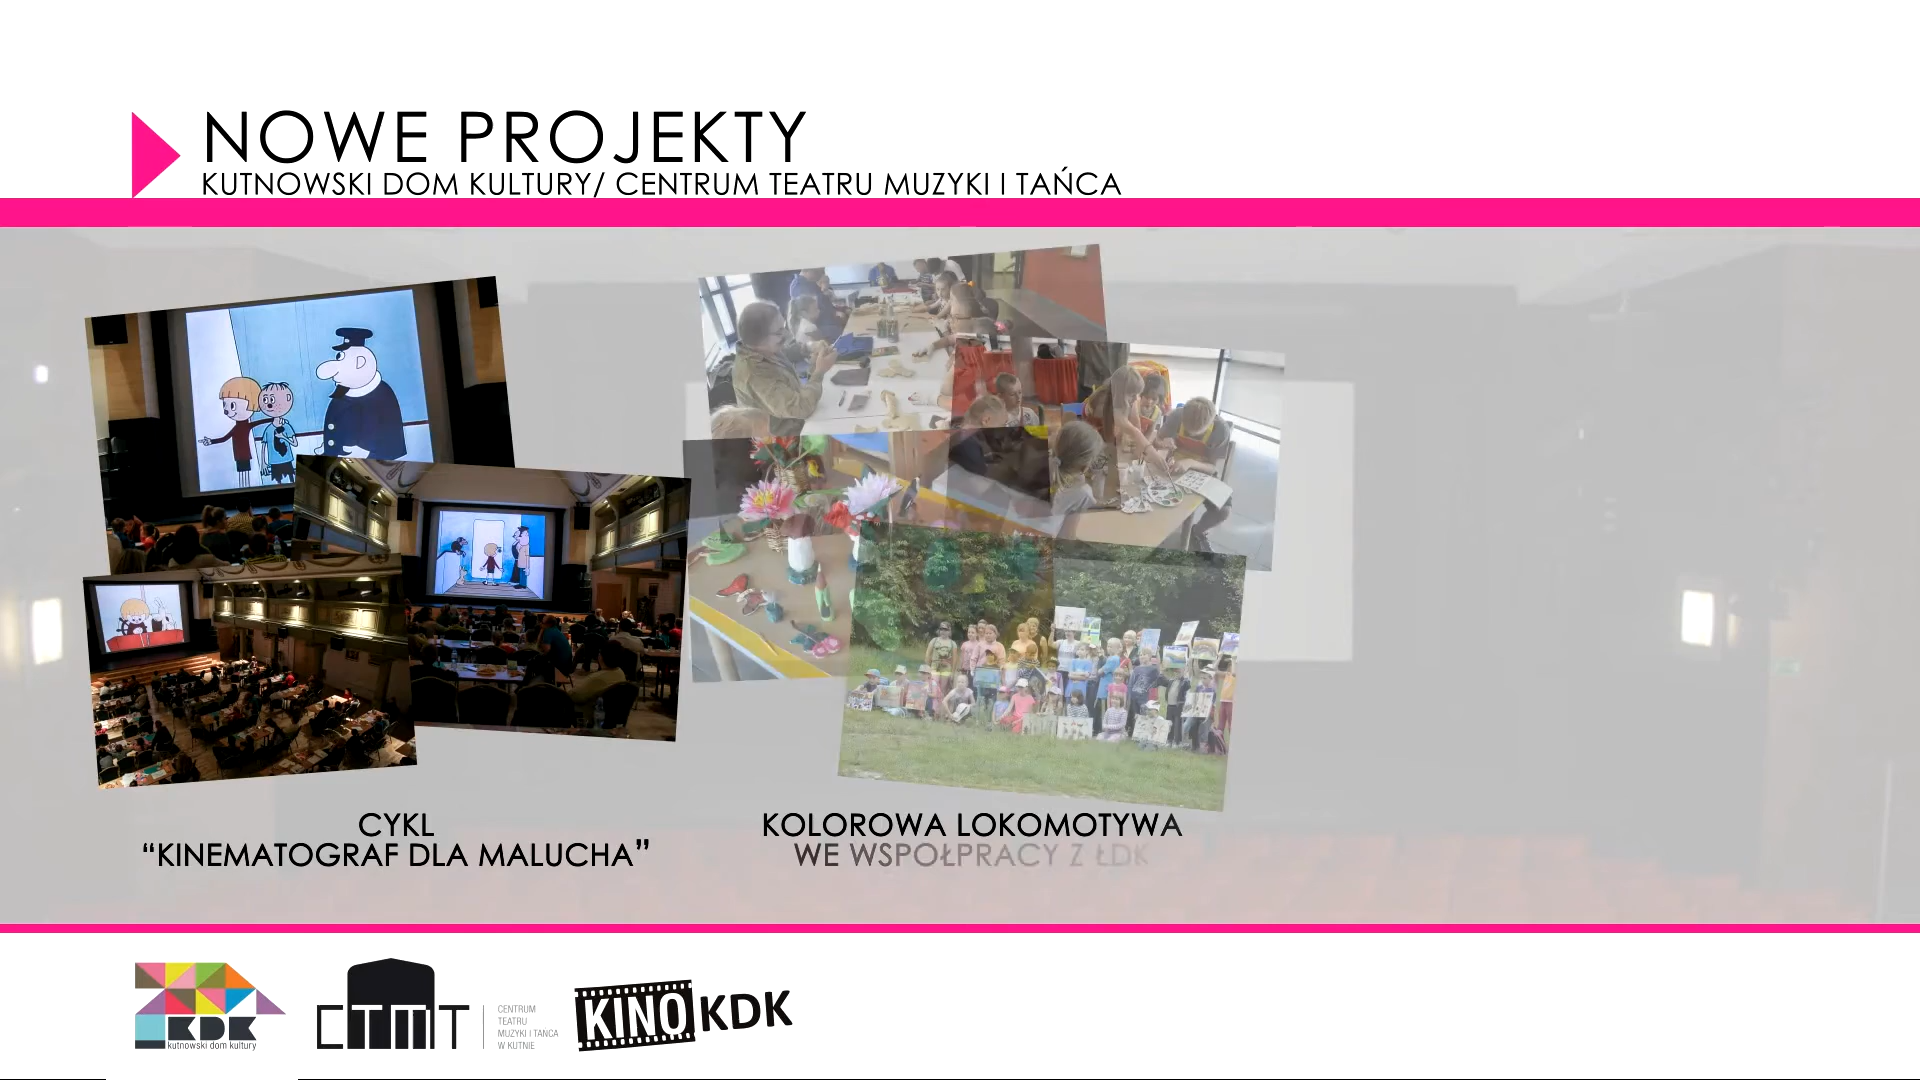 NOWE PROJEKTY
KUTNOWSKI DOM KULTURY/ CENTRUM TEATRU MUZYKI I TAŃCA
CYKL
“KINEMATOGRAF DLA MALUCHA”
KOLOROWA LOKOMOTYWA
WE WSPOŁPRACY Z ŁDK
KDK
kutnowski dom kultury
CTMT
CENTRUM
TEATRU
MUZYKI I TAŃCA
W KUTNIE
KINO KDK